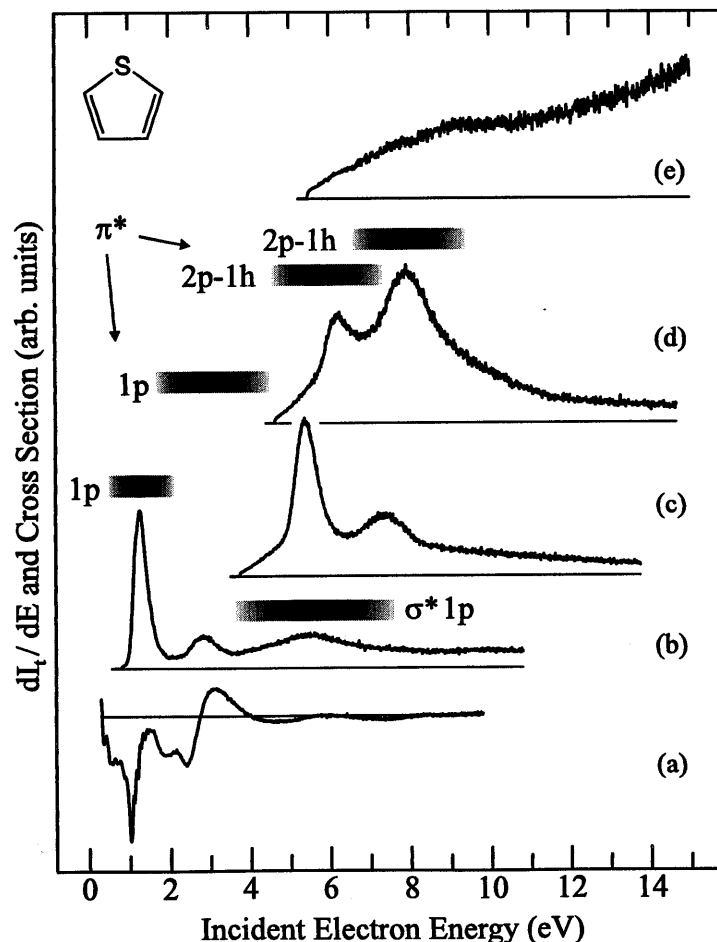 S
(e)
π*
2p-1h
2p-1h
(d)
1p
1p
(c)
σ* 1p
(b)
(a)
dIt/ dE and Cross Section (arb. units)
0 2 4 6 8 10 12 14
Incident Electron Energy (eV)